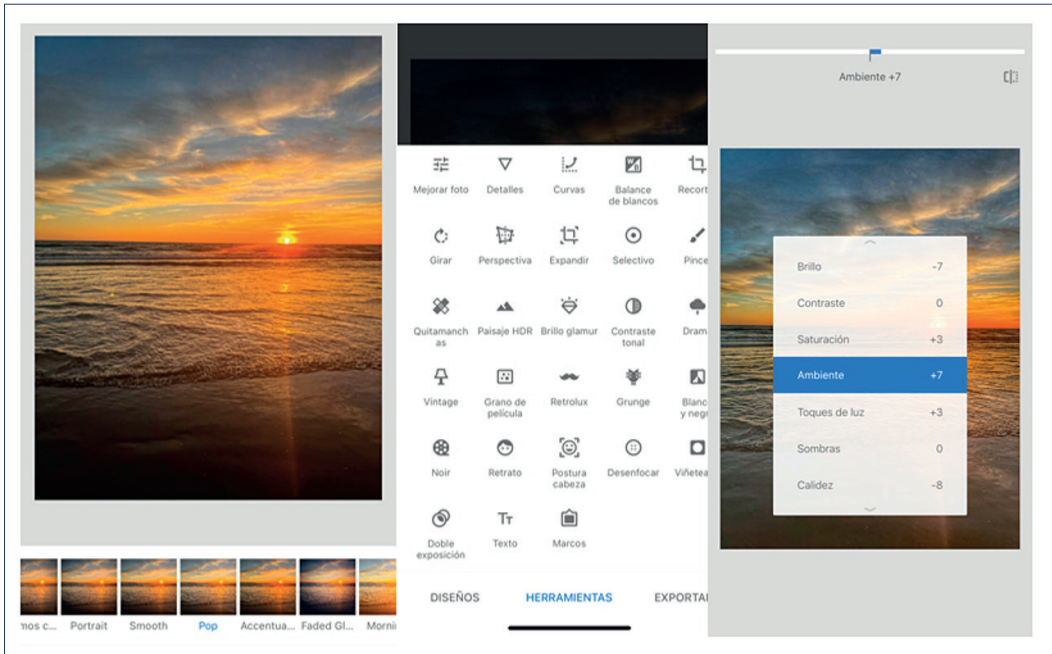 mos c...
Portrait
Smooth
Pop
Accentua...
Faded Gl...
Morni
Mejorar foto
Detalles
Curvas
Balance
de blancos
Recort
Girar
Perspectiva
Expandir
Selectivo
Pince
Quitamanch
as
Paisaje HDR
Brillo glamur
Contraste
tonal
Dram
Vintage
Grano de
película
Retrolux
Grunge
Blanc
y negr
Noir
Retrato
Postura
cabeza
Desenfocar
Viñetea
Doble
exposición
Texto
Marcos
DISEÑOS
HERRAMIENTAS
EXPORTA
Ambiente +7
Brillo -7
Contraste 0
Saturación +3
Ambiente +7
Toques de luz +3
Sombras 0
Calidez -8